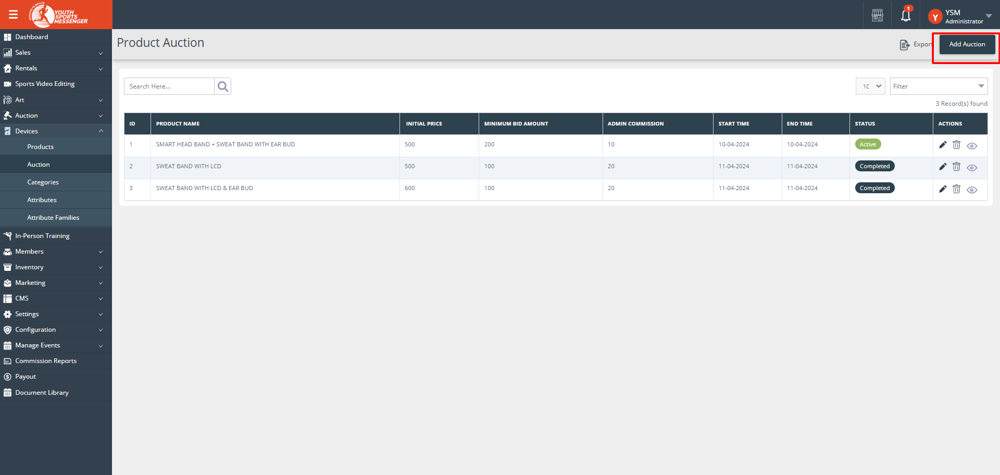 ATHLETE IQ DEVICE
YOUTH
SPORTS
MESSENGER
1
Y
YSM
Administrator
Dashboard
Sales
Rentals
Sports Video Editing
Art
Auction
Devices
Products
Auction
Categories
Attributes
Attribute Families
In-Person Training
Members
Inventory
Marketing
CMS
Settings
Configuration
Manage Events
Commission Reports
Payout
Document Library
Product Auction
Export
Add Auction
Search Here...
10
Filter
3 Record(s) found
ID PRODUCT NAME INITIAL PRICE MINIMUM BID AMOUNT ADMIN COMMISSION START TIME END TIME STATUS ACTIONS
1 SMART HEAD BAND + SWEAT BAND WITH EAR BUD 500 200 10 10-04-2024 10-04-2024 Active
2 SWEAT BAND WITH LCD 500 100 20 11-04-2024 11-04-2024 Completed
3 SWEAT BAND WITH LCD & EAR BUD 600 100 20 11-04-2024 11-04-2024 Completed